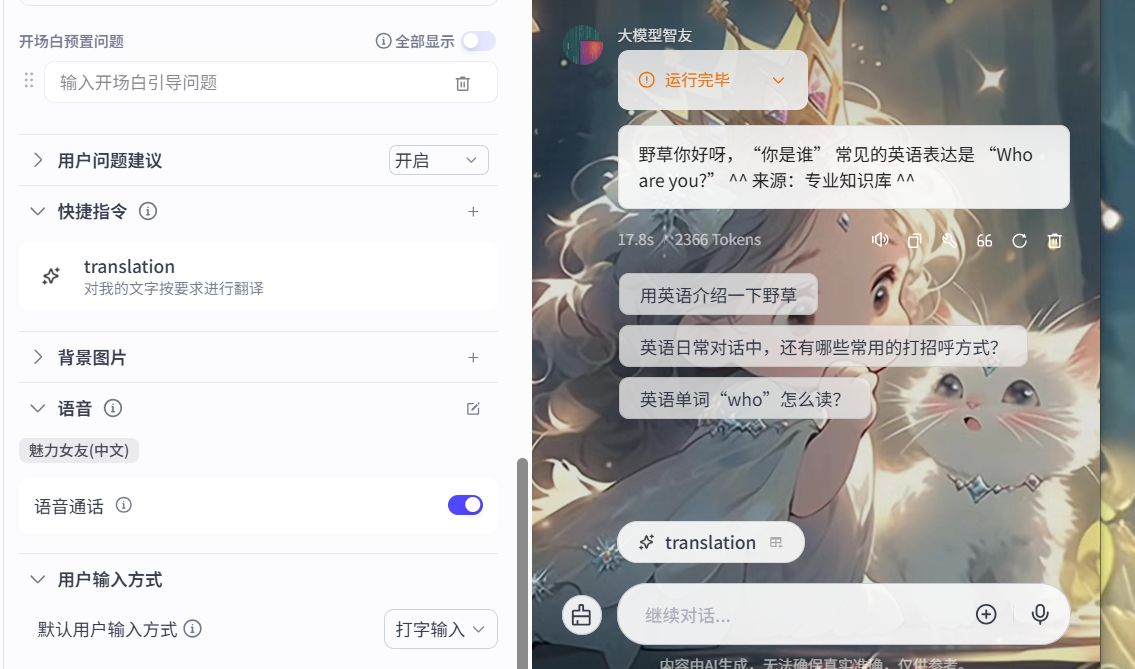 开场白预置问题
全部显示
输入开场白引导问题
用户问题建议
开启
快捷指令
translation
对我的文字按要求进行翻译
背景图片
语音
魅力女友(中文)
语音通话
用户输入方式
默认用户输入方式
打字输入
大模型智友
运行完毕
野草你好呀，“你是谁” 常见的英语表达是 “Who
are you?” ^^ 来源：专业知识库 ^^
17.8s
2366 Tokens
用英语介绍一下野草
英语日常对话中，还有哪些常用的打招呼方式？
英语单词“who”怎么读？
translation
继续对话...
内容由AI生成，无法确保真实准确，仅供参考。